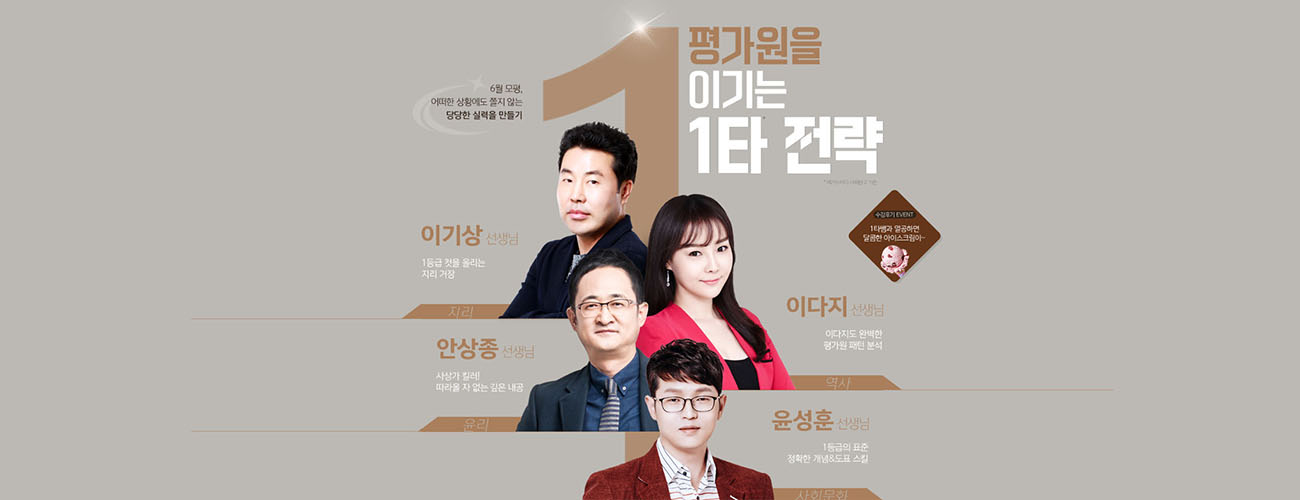 평가원을
이기는
1타 전략
6월 모평,
어떠한 상황에도 쫄지 않는
당당한 실력을 만들기
수강후기 EVENT
1타쌤과 열공하면
달콤한 아이스크림이~
이기상 선생님
1등급 컷을 올리는
지리 거장
지리
이다지 선생님
이다지도 완벽한
평가원 패턴 분석
역사
안상종 선생님
사상가 킬러!
따라올 자 없는 깊은 내공
윤리
윤성훈 선생님
1등급의 표준
정확한 개념&도표 스킬
사회문화